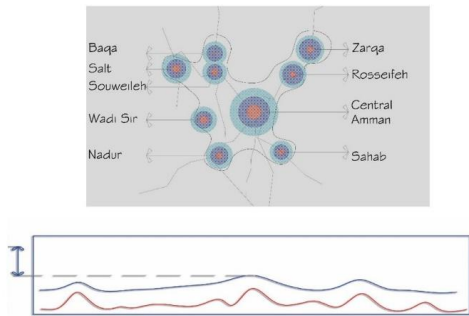 Baqa
Salt
Souweileh
Wadi Sir
Nadur
Zarqa
Rosseifeh
Central
Amman
Sahab